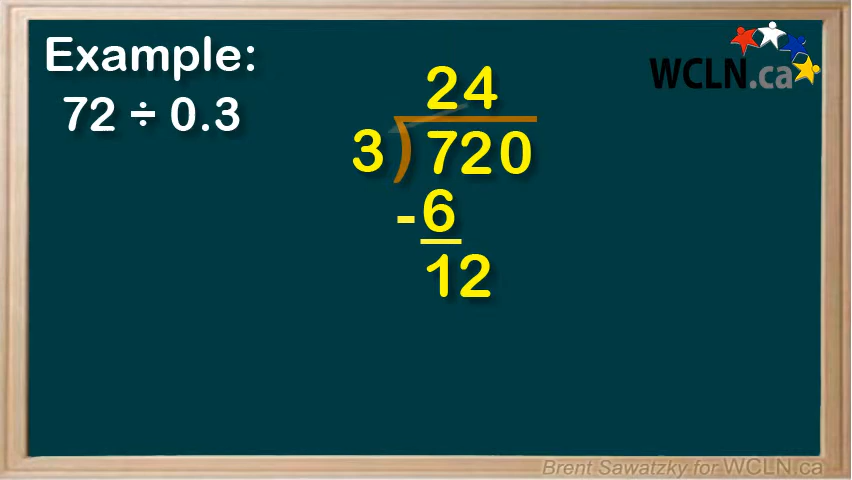 Example:
72 ÷ 0.3
WCLN.ca
24
3 ) 720
-6
12
Brent Sawatzky for WCLN.ca